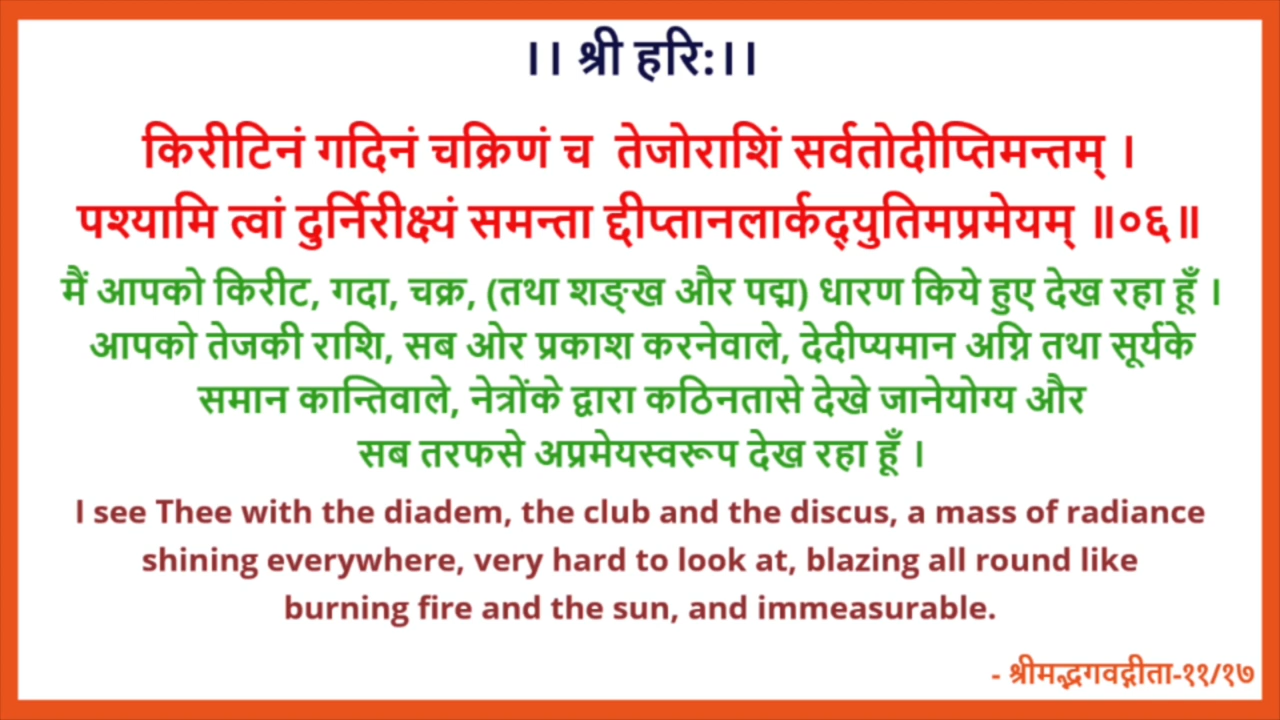 ।। श्री हरि:।।
किरीटिनं गदिनं चक्रिणं च तेजोराशिं सर्वतोदीप्तिमन्तम् ।
पश्यामि त्वां दुर्निरीक्ष्यं समन्ता द्दीप्तानलार्कद्युतिमप्रमेयम् ॥०६॥
मैं आपको किरीट, गदा, चक्र, (तथा शङ्ख और पद्म) धारण किये हुए देख रहा हूँ ।
आपको तेजकी राशि, सब ओर प्रकाश करनेवाले, देदीप्यमान अग्नि तथा सूर्यके
समान कान्तिवाले, नेत्रोंके द्वारा कठिनतासे देखे जानेयोग्य और
सब तरफसे अप्रमेयस्वरूप देख रहा हूँ ।
I see Thee with the diadem, the club and the discus, a mass of radiance
shining everywhere, very hard to look at, blazing all round like
burning fire and the sun, and immeasurable.
- श्रीमद्भगवद्गीता-११/१७